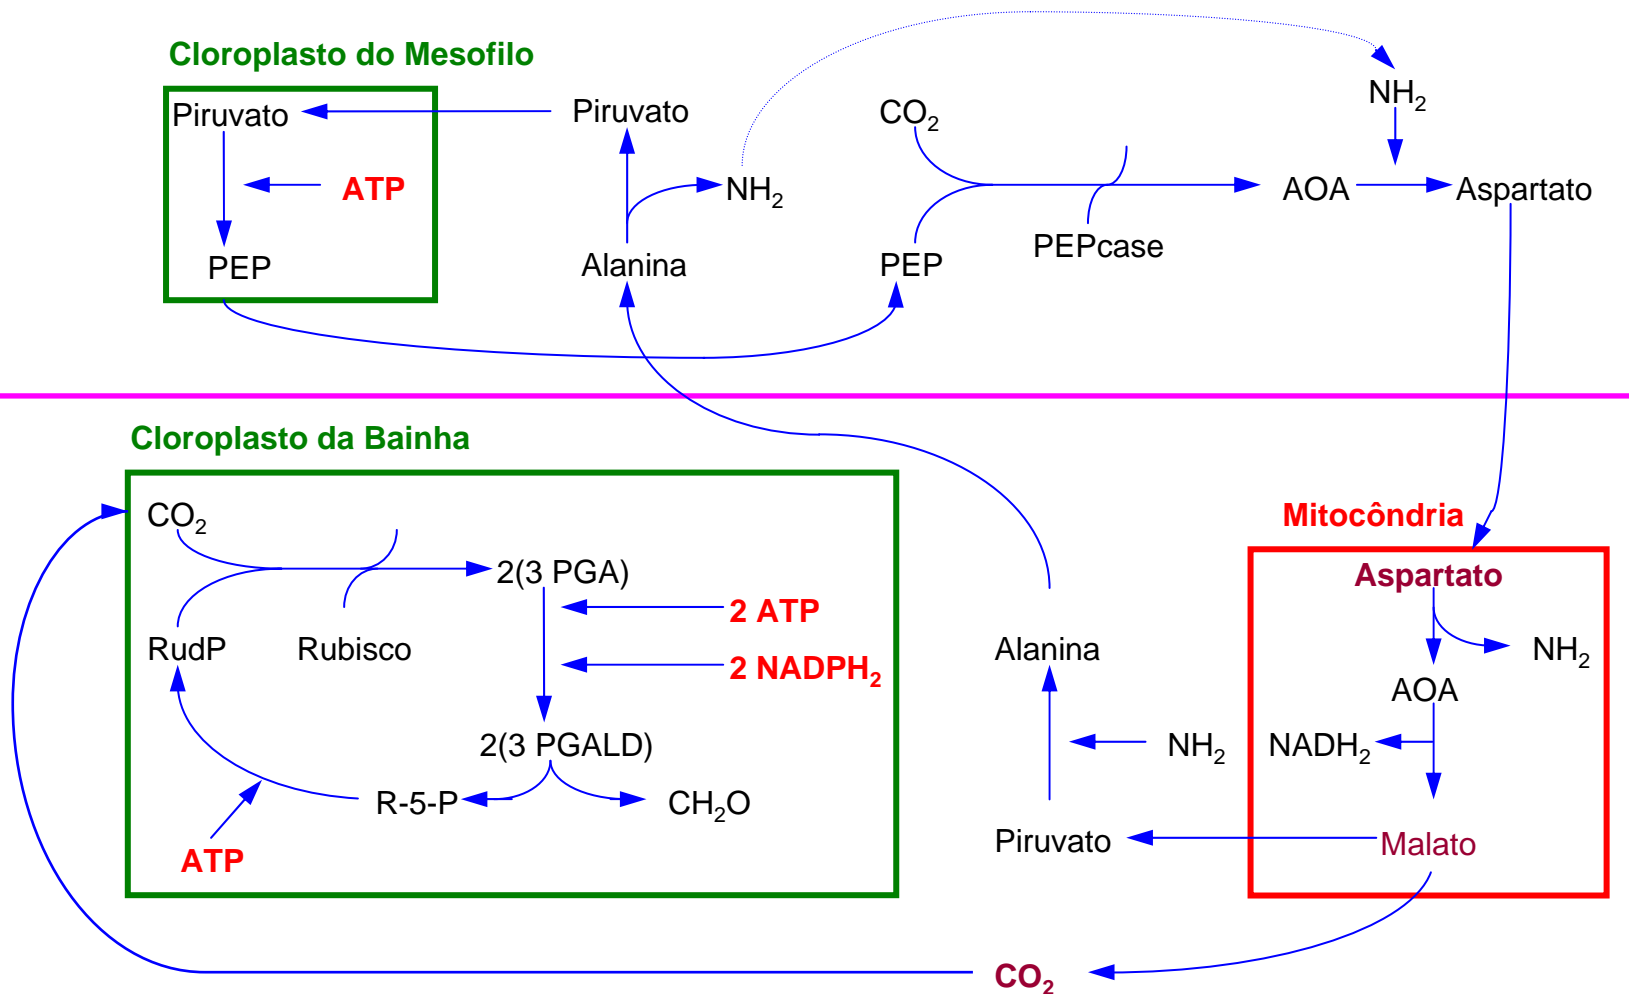 Cloroplasto do Mesofilo
Piruvato
ATP
PEP
Piruvato
NH₂
Alanina
CO₂
PEP
PEPcase
NH₂
AOA
Aspartato
Cloroplasto da Bainha
CO₂
2(3 PGA)
2 ATP
RudP
Rubisco
2 NADPH₂
2(3 PGALD)
R-5-P
CH₂O
ATP
Alanina
NH₂
Piruvato
Mitocôndria
Aspartato
NH₂
AOA
NADH₂
Malato
CO₂